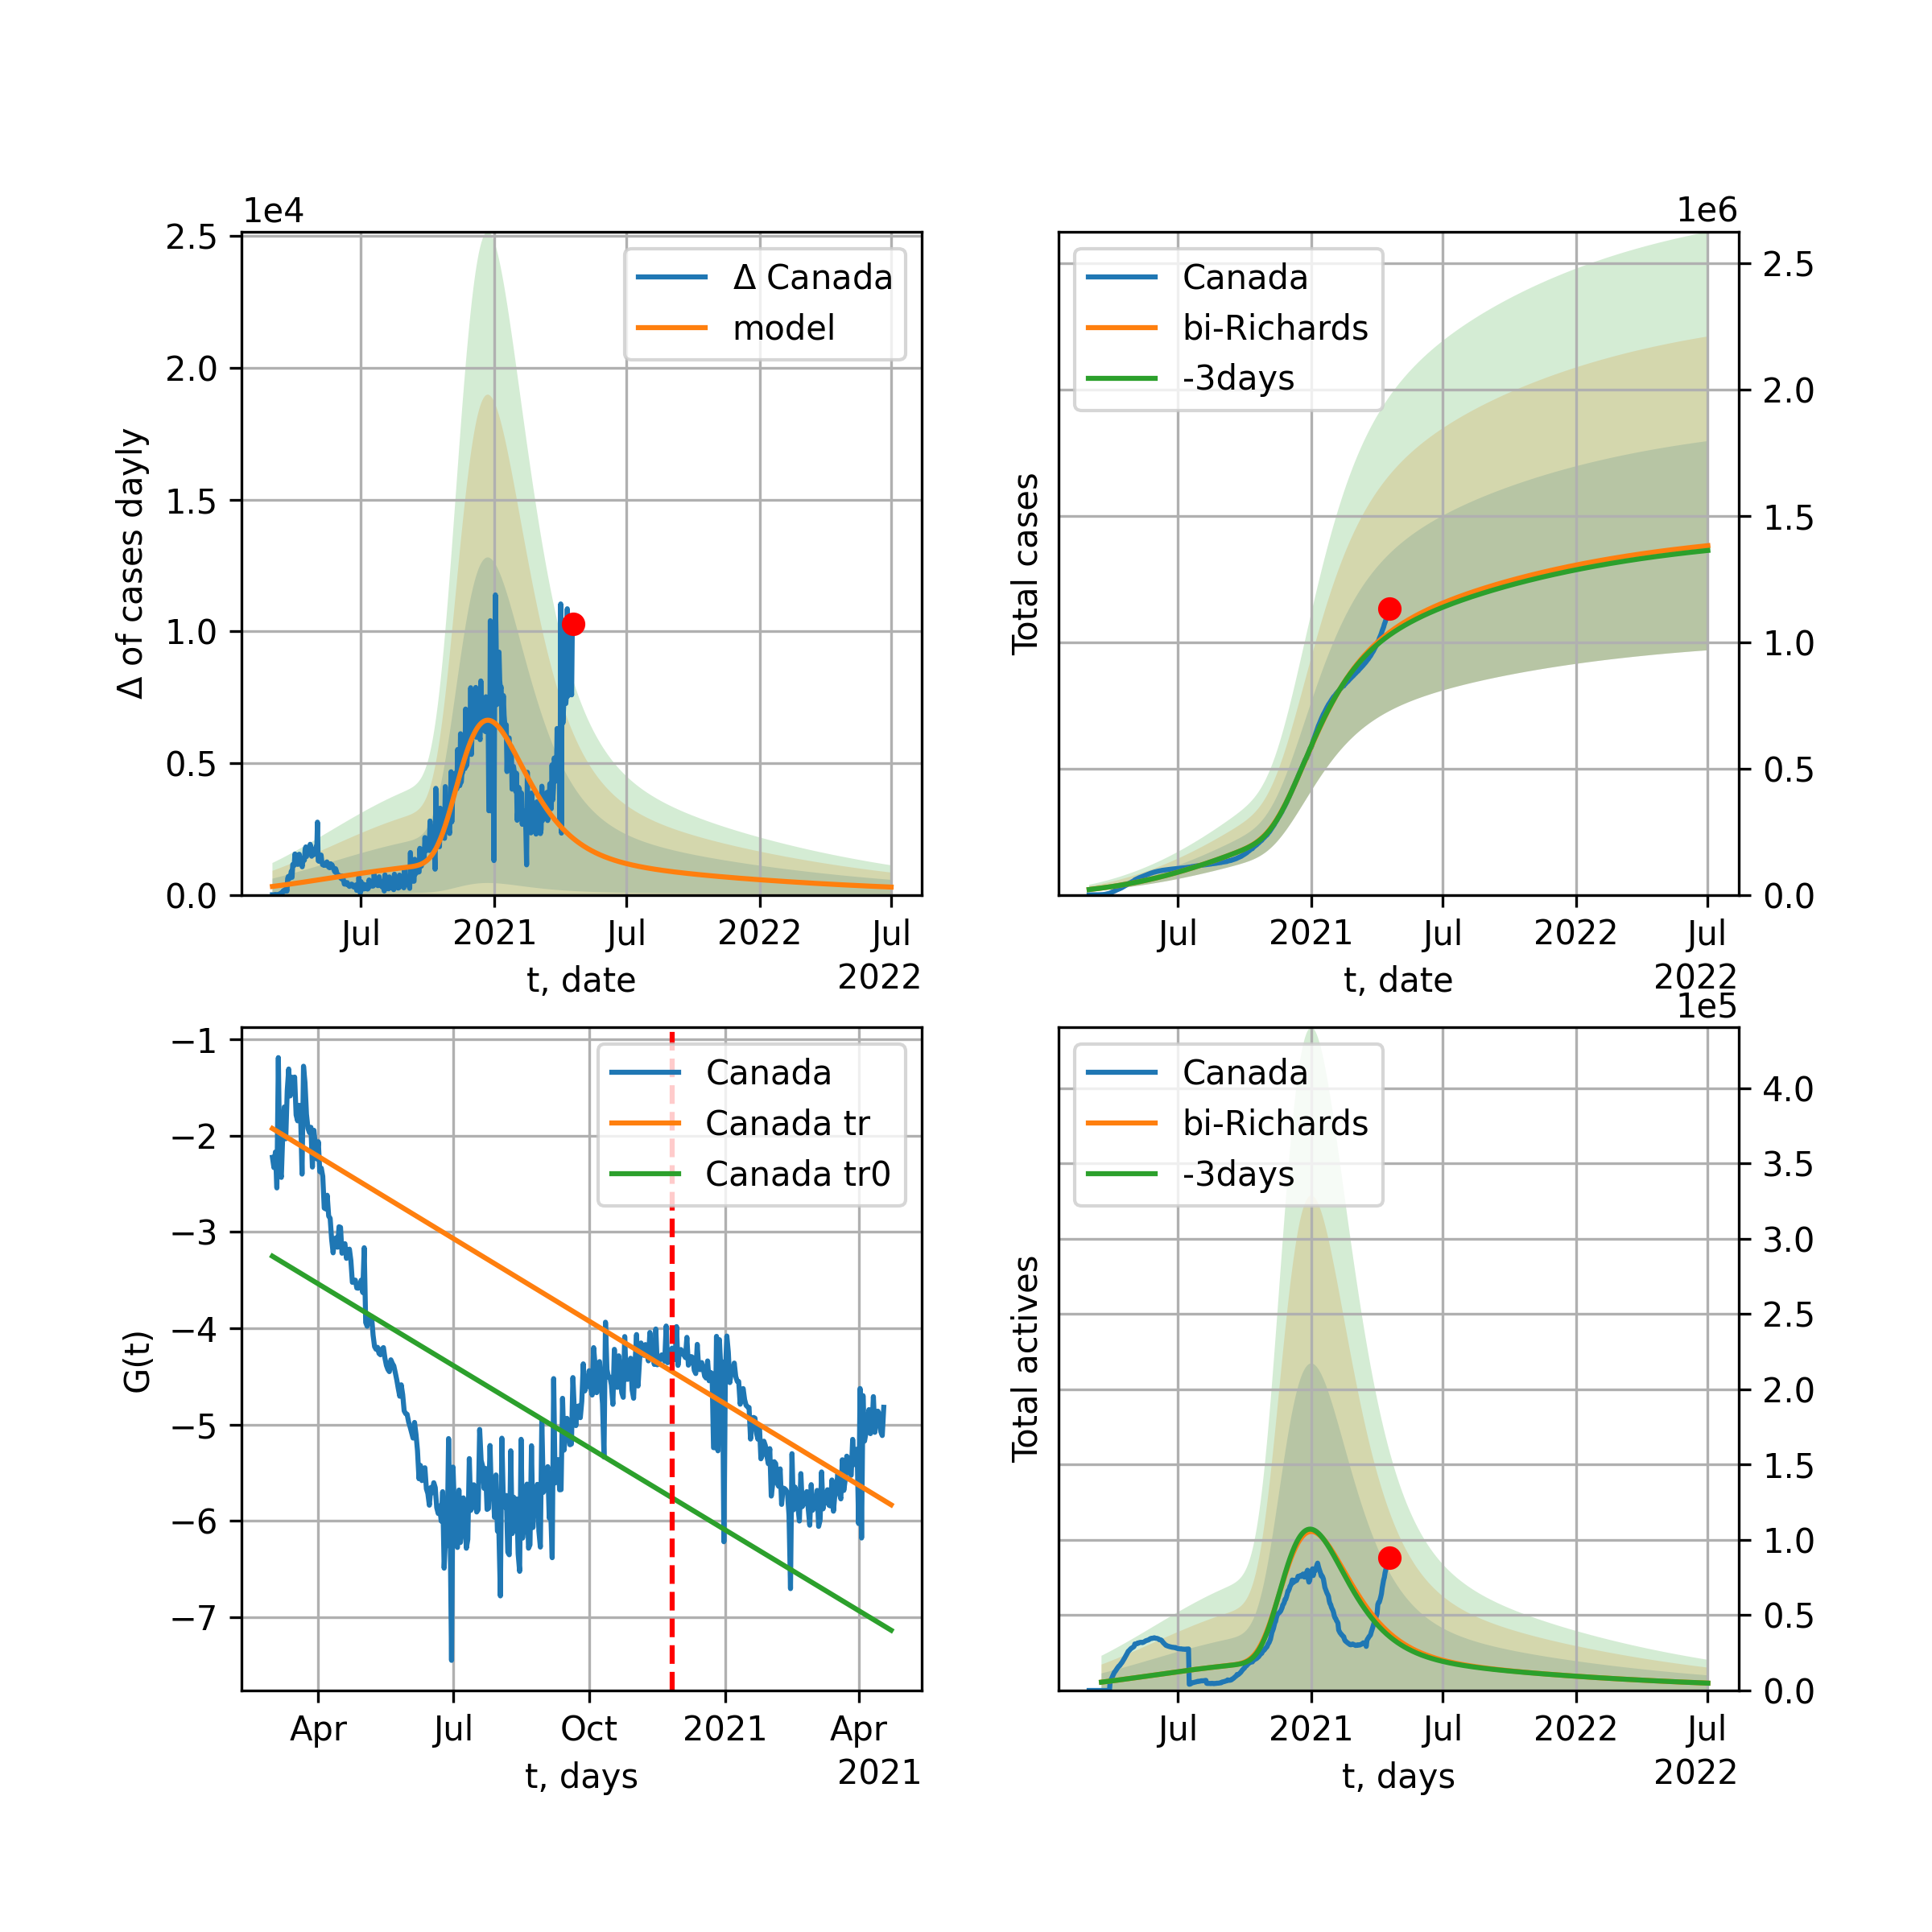 1e4
2.5
2.0
1.5
1.0
0.5
0.0
Δ of cases dayly
Δ Canada
model
Jul
2021
Jul
2022
Jul
2022
t, date
1e6
Canada
bi-Richards
-3days
Total cases
2.5
2.0
1.5
1.0
0.5
0.0
Jul
2021
Jul
2022
Jul
2022
t, date
−1
−2
−3
−4
−5
−6
−7
G(t)
Canada
Canada tr
Canada tr0
Apr
Jul
Oct
2021
Apr
2021
t, days
1e5
Canada
bi-Richards
-3days
Total actives
4.0
3.5
3.0
2.5
2.0
1.5
1.0
0.5
0.0
Jul
2021
Jul
2022
Jul
2022
t, days